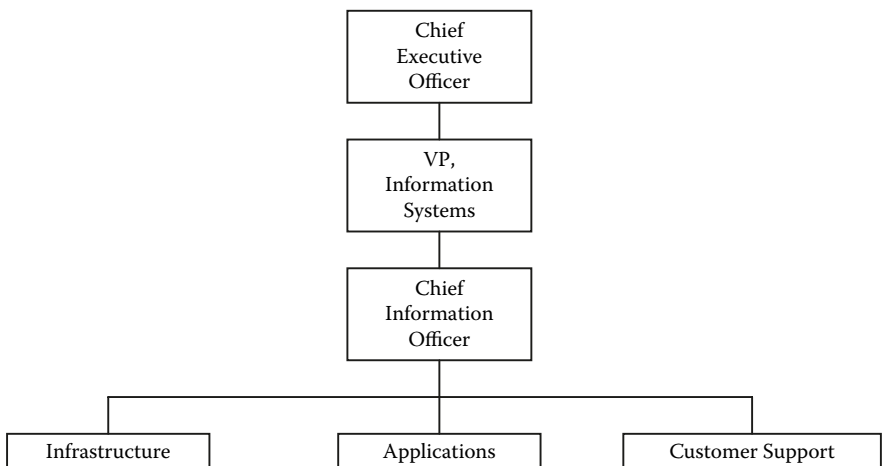 Chief
Executive
Officer
VP,
Information
Systems
Chief
Information
Officer
Infrastructure
Applications
Customer Support